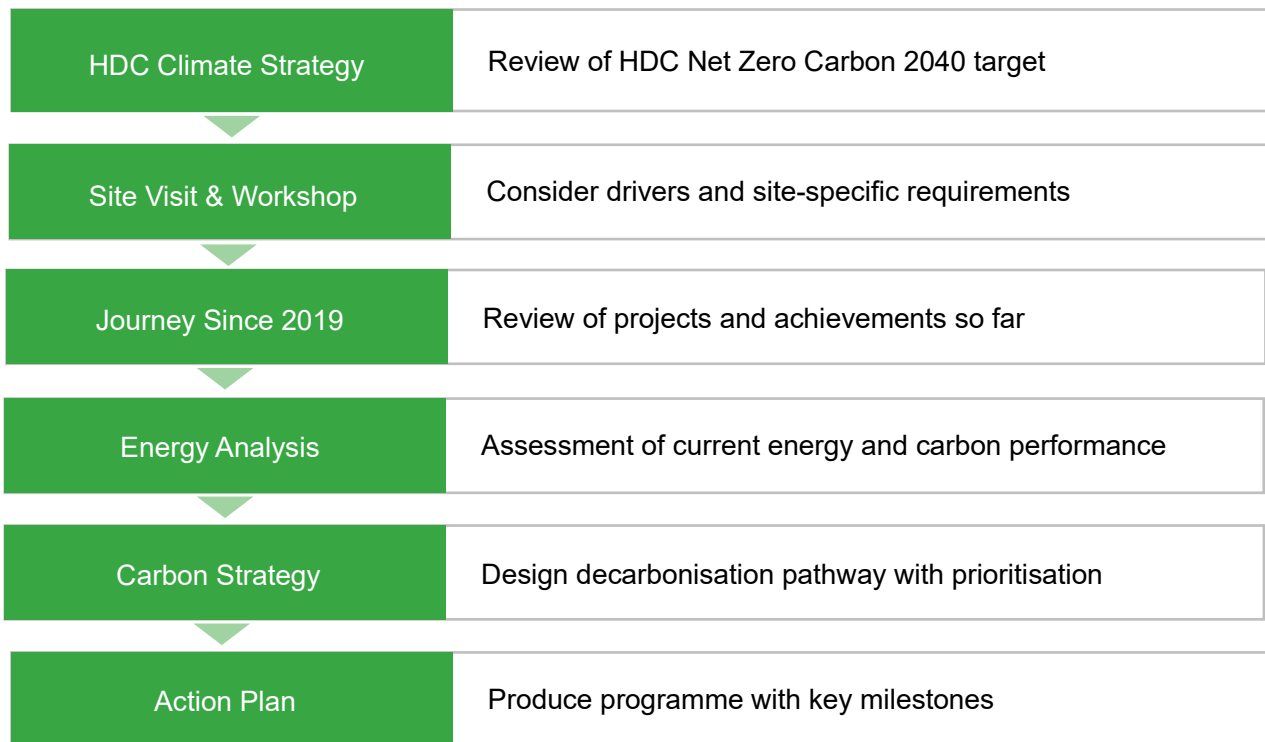 HDC Climate Strategy
Review of HDC Net Zero Carbon 2040 target
Site Visit & Workshop
Consider drivers and site-specific requirements
Journey Since 2019
Review of projects and achievements so far
Energy Analysis
Assessment of current energy and carbon performance
Carbon Strategy
Design decarbonisation pathway with prioritisation
Action Plan
Produce programme with key milestones